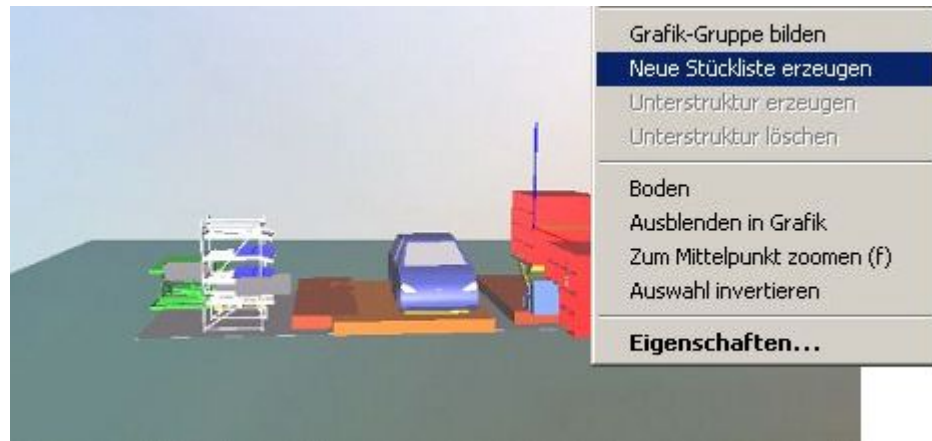 Grafik-Gruppe bilden
Neue Stückliste erzeugen
Unterstruktur erzeugen
Unterstruktur löschen
Boden
Ausblenden in Grafik
Zum Mittelpunkt zoomen (f)
Auswahl invertieren
Eigenschaften...